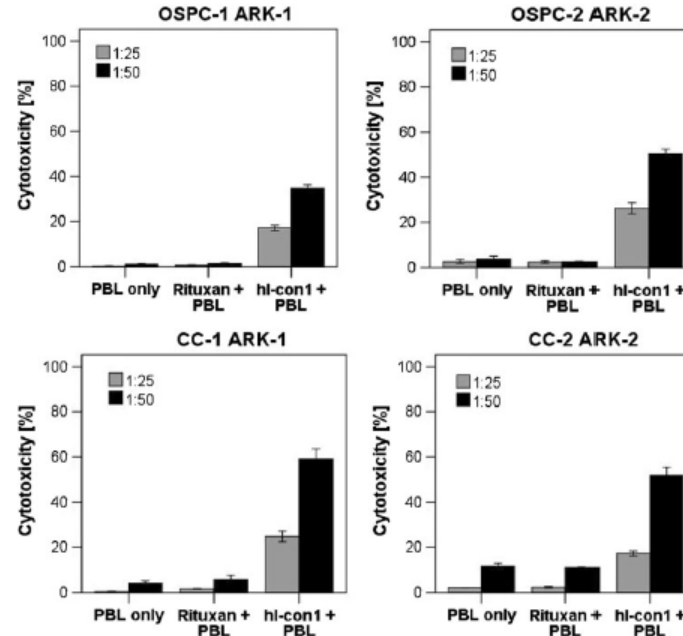 OSPC-1 ARK-1
Cytotoxicity [%]
100
80
60
40
20
0
1:25
1:50
PBL only
Rituxan + PBL
hI-con1 + PBL
OSPC-2 ARK-2
Cytotoxicity [%]
100
80
60
40
20
0
1:25
1:50
PBL only
Rituxan + PBL
hI-con1 + PBL
CC-1 ARK-1
Cytotoxicity [%]
100
80
60
40
20
0
1:25
1:50
PBL only
Rituxan + PBL
hI-con1 + PBL
CC-2 ARK-2
Cytotoxicity [%]
100
80
60
40
20
0
1:25
1:50
PBL only
Rituxan + PBL
hI-con1 + PBL